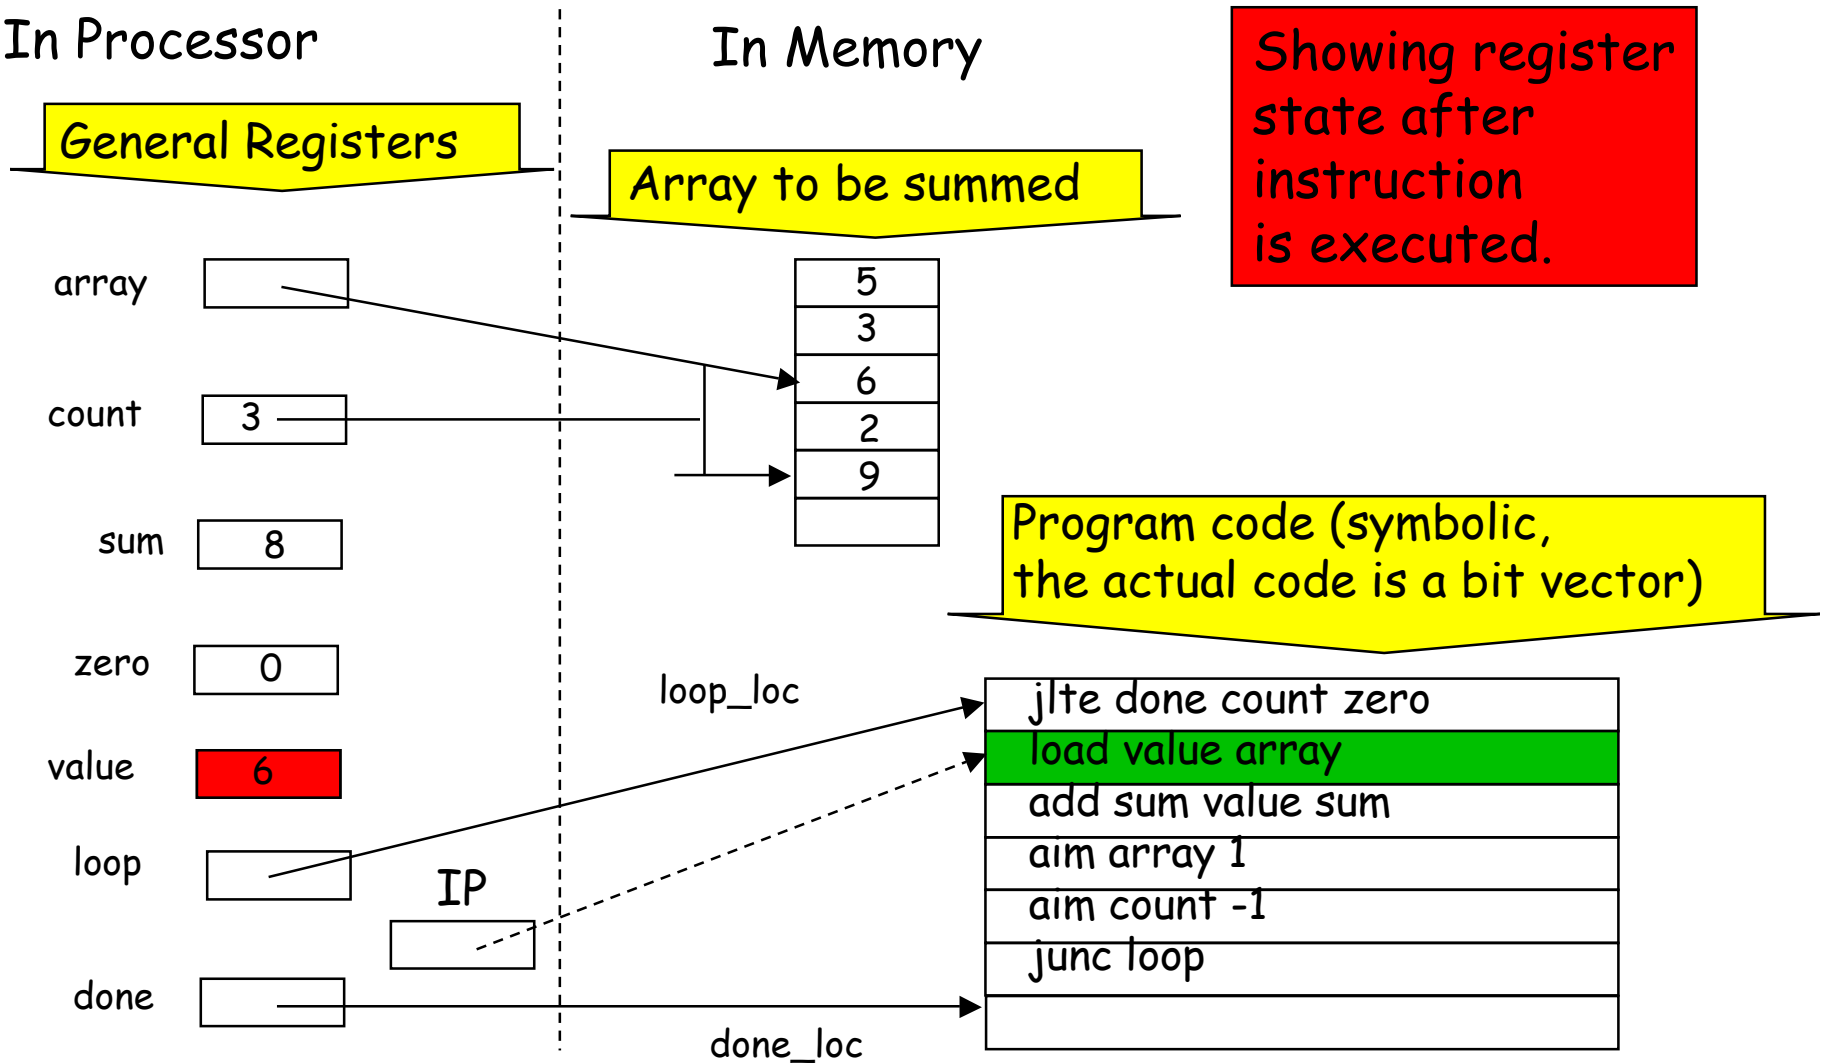 In Processor
In Memory
Showing register
state after
instruction
is executed.
General Registers
Array to be summed
array
count
3
sum
8
zero
0
value
6
loop
IP
done
5
3
6
2
9
Program code (symbolic,
the actual code is a bit vector)
loop_loc
jlte done count zero
load value array
add sum value sum
aim array 1
aim count -1
junc loop
done_loc